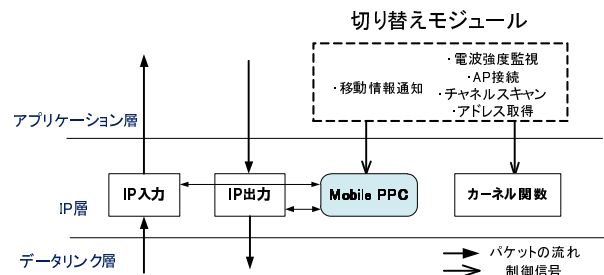 切り替えモジュール
・移動情報通知
・電波強度監視
・AP接続
・チャネルスキャン
・アドレス取得
アプリケーション層
IP入力
IP出力
Mobile PPC
カーネル関数
IP層
データリンク層
パケットの流れ
制御信号